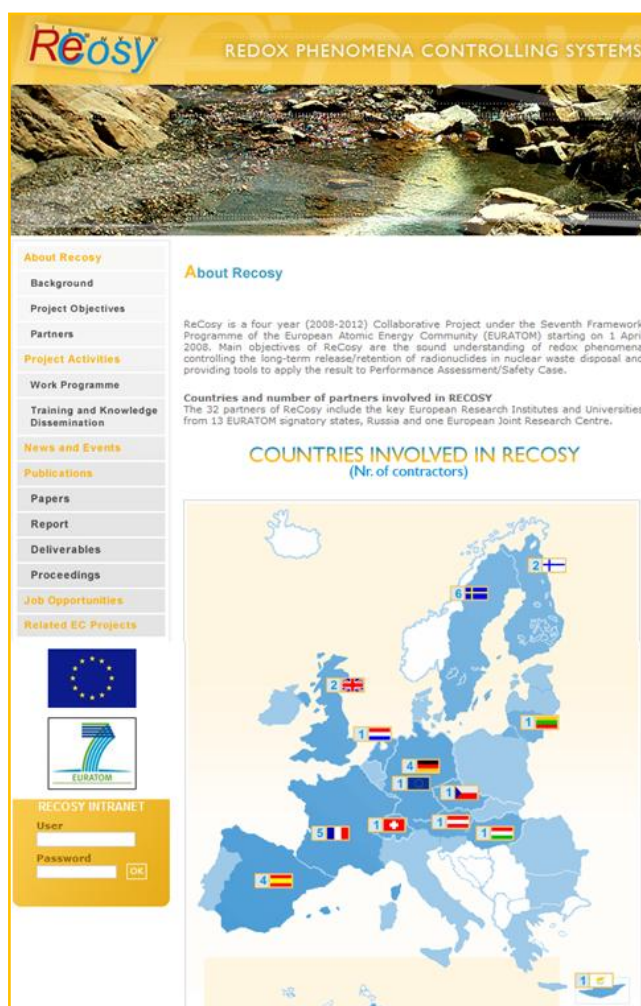 Recosy
REDOX PHENOMENA CONTROLLING SYSTEMS
About Recosy
Background
Project Objectives
Partners
Project Activities
Work Programme
Training and Knowledge
Dissemination
News and Events
Publications
Papers
Report
Deliverables
Proceedings
Job Opportunities
Related EC Projects
7
EURATOM
RECOSY INTRANET
User
Password
OK
About Recosy
ReCosy is a four year (2008-2012) Collaborative Project under the Seventh Framework
Programme of the European Atomic Energy Community (EURATOM) starting on 1 April
2008. Main objectives of ReCosy are the sound understanding of redox phenomena
controlling the long-term release/retention of radionuclides in nuclear waste disposal and
providing tools to apply the result to Performance Assessment/Safety Case.
Countries and number of partners involved in RECOSY
The 32 partners of ReCosy include the key European Research Institutes and Universities
from 13 EURATOM signatory states, Russia and one European Joint Research Centre.
COUNTRIES INVOLVED IN RECOSY
(Nr. of contractors)
2
6
2
1
1
4
1
1
5
1
1
1
4
1